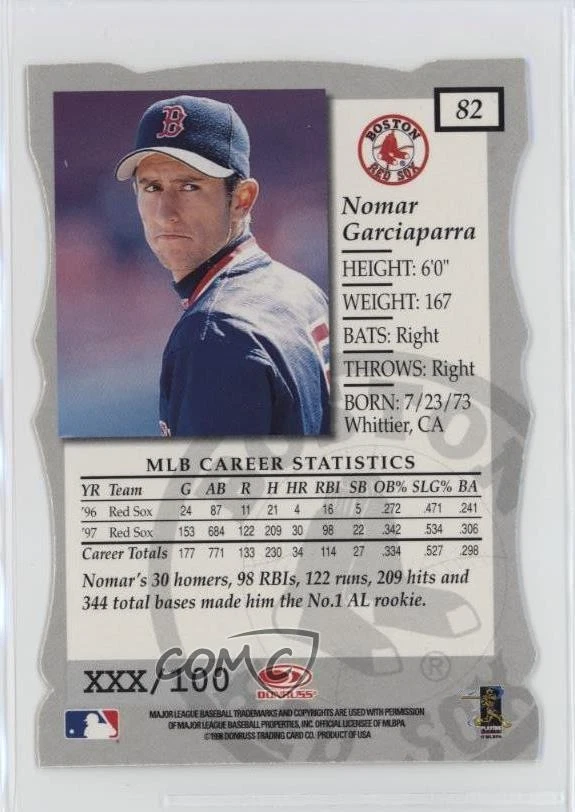 82
BOSTON
RED SOX
B
Nomar
Garciaparra
HEIGHT: 6'0"
WEIGHT: 167
BATS: Right
THROWS: Right
BORN: 7/23/73
Whittier, CA
MLB CAREER STATISTICS
YR Team G AB R H HR RBI SB OB% SLG% BA
'96 Red Sox 24 87 11 21 4 16 5 .272 .471 .241
'97 Red Sox 153 684 122 209 30 98 22 .342 .534 .306
Career Totals 177 771 133 230 34 114 27 .334 .527 .298
Nomar's 30 homers, 98 RBIs, 122 runs, 209 hits and
344 total bases made him the No.1 AL rookie.
XXX/100
COMC
DONRUSS
®
MAJOR LEAGUE BASEBALL TRADEMARKS AND COPYRIGHTS ARE USED WITH PERMISSION
OF MAJOR LEAGUE BASEBALL PROPERTIES, INC. OFFICIAL LICENSEE OF MLBPA
©1998 DONRUSS TRADING CARD CO. PRODUCT OF USA
© MLBPA